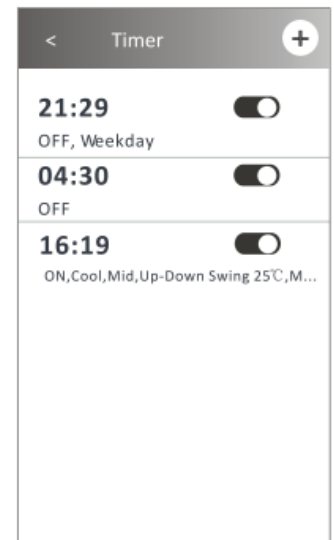 < Timer +
21:29
OFF, Weekday
04:30
OFF
16:19
ON,Cool,Mid,Up-Down Swing 25℃,M...